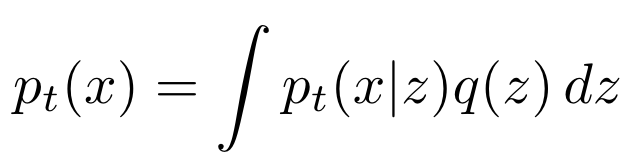 p_t(x) = ∫ p_t(x|z)q(z) dz